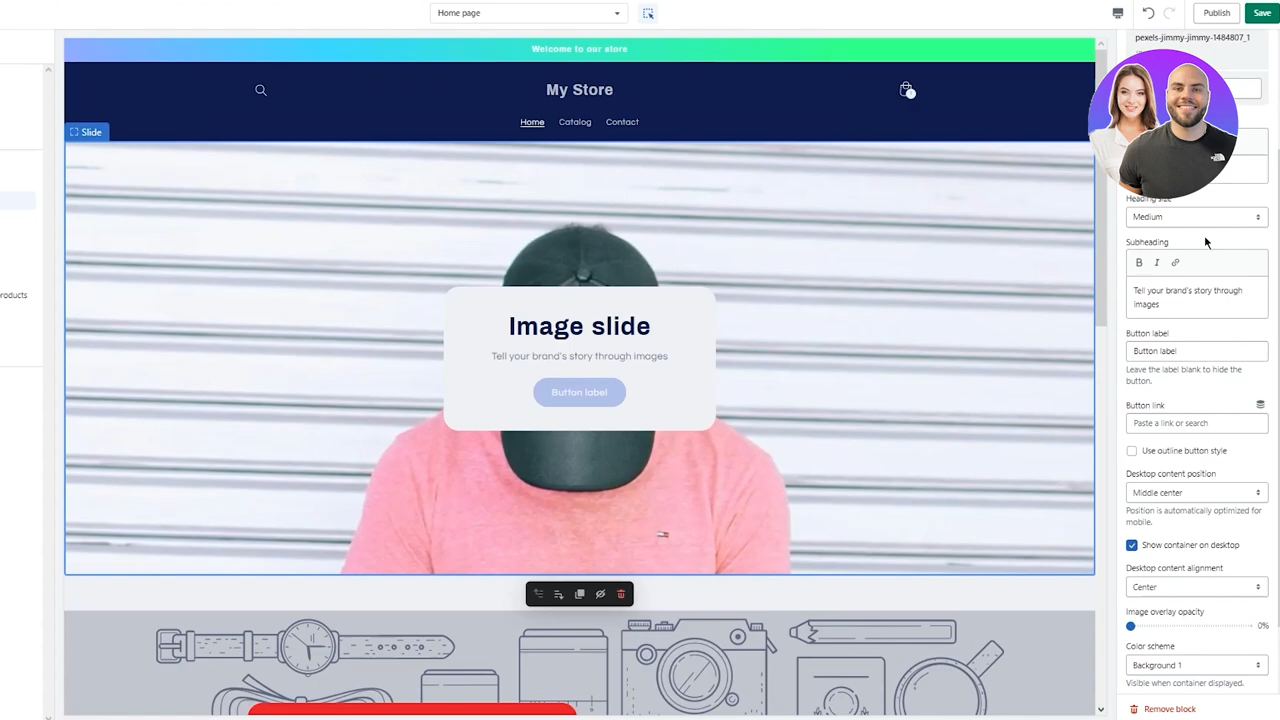 Home page
Publish
Save
pexels-jimmy-jimmy-1484807_1
Welcome to our store
My Store
Home
Catalog
Contact
Slide
Heading size
Medium
Subheading
B
I
Tell your brand's story through
images
roducts
Image slide
Tell your brand's story through images
Button label
Button label
Button label
Leave the label blank to hide the
button.
Button link
Paste a link or search
Use outline button style
Desktop content position
Middle center
Position is automatically optimized for
mobile.
Show container on desktop
Desktop content alignment
Center
Image overlay opacity
0%
Color scheme
Background 1
Visible when container displayed.
Remove block